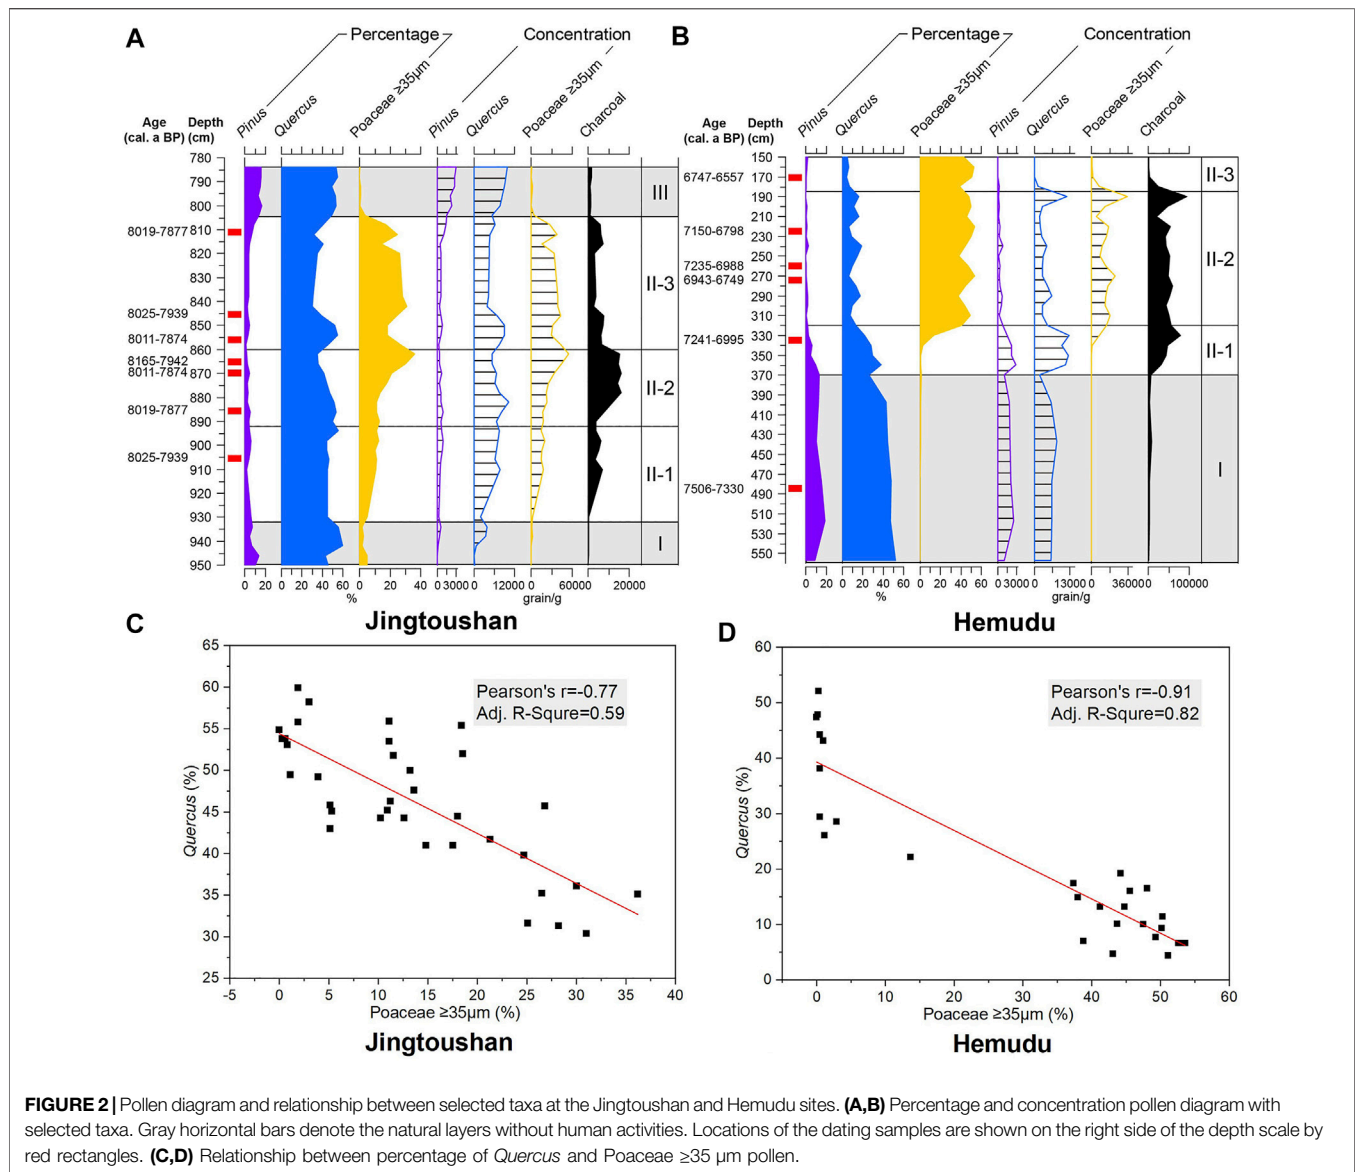 A
Percentage
Concentration
Age
(cal. a BP)
Depth
(cm)
Pinus
Quercus
Poaceae ≥35µm
Pinus
Quercus
Poaceae ≥35µm
Charcoal
780
790
800
8019-7877 810
820
830
840
8025-7939
850
8011-7874
860
8165-7942
8011-7874 870
880
8019-7877
890
900
8025-7939
910
920
930
940
950
III
II-3
II-2
II-1
I
0 20 0 20 40 60 0 20 40 0 3000 0 12000 0 60000 0 20000
% grain/g
Jingtoushan
B
Percentage
Concentration
Age
(cal. a BP)
Depth
(cm)
Pinus
Quercus
Poaceae ≥35µm
Pinus
Quercus
Poaceae ≥35µm
Charcoal
150
6747-6557 170
190
210
7150-6798 230
250
7235-6988
6943-6749 270
290
310
330
7241-6995
350
370
390
410
430
450
470
7506-7330 490
510
530
550
II-3
II-2
II-1
I
0 20 0 20 40 60 0 20 40 60 0 3000 0 13000 0 36000 0 100000
% grain/g
Hemudu
C
65
60
55
50
45
40
35
30
25
Quercus (%)
Pearson's r=-0.77
Adj. R-Squre=0.59
-5 0 5 10 15 20 25 30 35 40
Poaceae ≥35µm (%)
Jingtoushan
D
60
50
40
30
20
10
0
Quercus (%)
Pearson's r=-0.91
Adj. R-Squre=0.82
0 10 20 30 40 50 60
Poaceae ≥35µm (%)
Hemudu
FIGURE 2 | Pollen diagram and relationship between selected taxa at the Jingtoushan and Hemudu sites. (A,B) Percentage and concentration pollen diagram with
selected taxa. Gray horizontal bars denote the natural layers without human activities. Locations of the dating samples are shown on the right side of the depth scale by
red rectangles. (C,D) Relationship between percentage of Quercus and Poaceae ≥35 µm pollen.